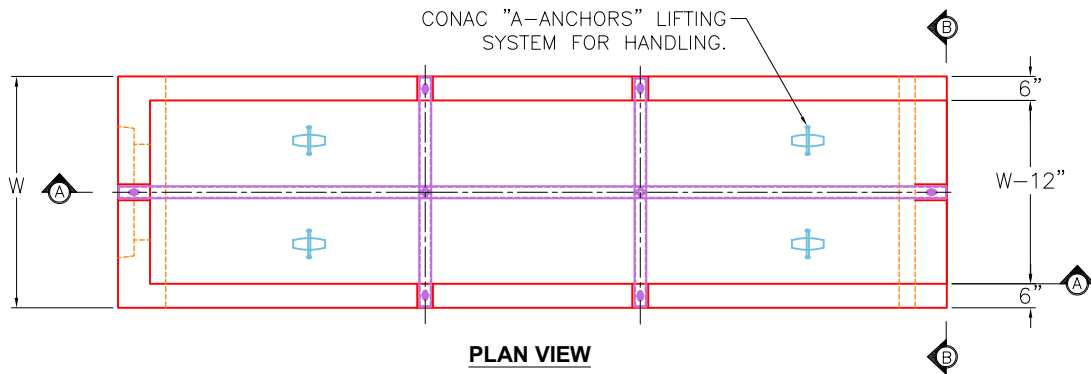 CONAC "A-ANCHORS" LIFTING
SYSTEM FOR HANDLING.
B
6"
W
A
W-12"
A
6"
B
PLAN VIEW